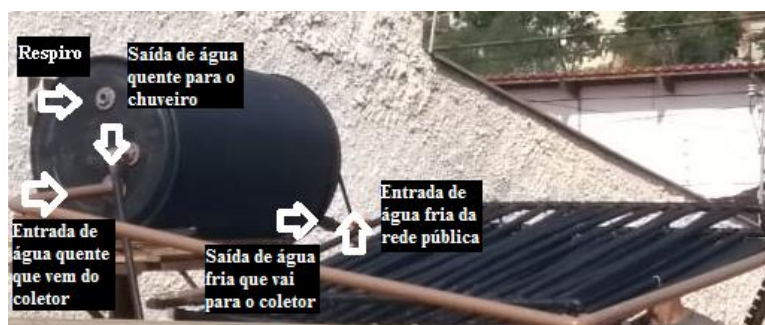 Respiro
Saída de água
quente para o
chuveiro
Entrada de
água quente
que vem do
coletor
Saída de água
fria que vai
para o coletor
Entrada de
água fria da
rede pública